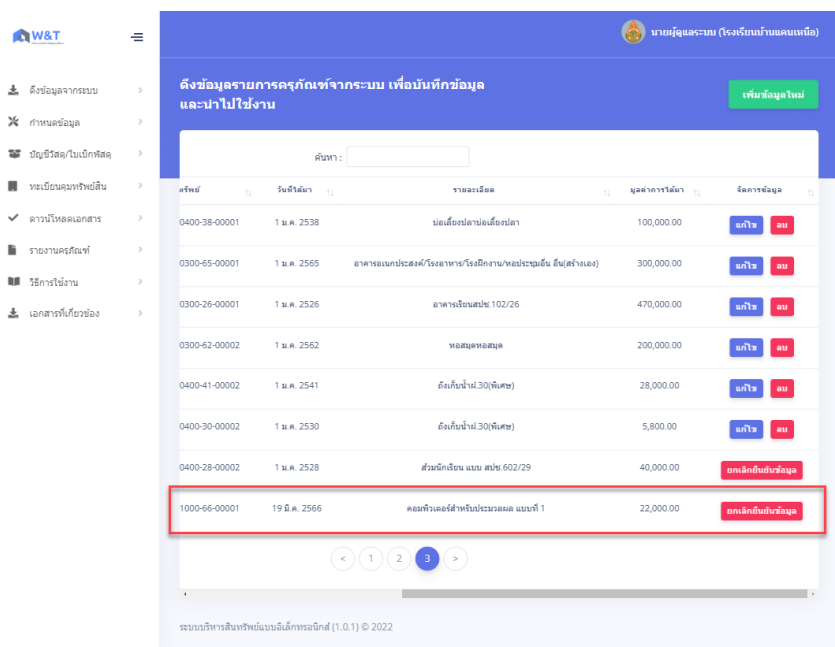 W&T
นายผู้ดูแลระบบ (โรงเรียนบ้านแคนเหนือ)
ดึงข้อมูลจากระบบ
กำหนดข้อมูล
บัญชีวัสดุ/ใบเบิกพัสดุ
ทะเบียนคุมทรัพย์สิน
ดาวน์โหลดเอกสาร
รายงานครุภัณฑ์
วิธีการใช้งาน
เอกสารที่เกี่ยวข้อง
ดึงข้อมูลรายการครุภัณฑ์จากระบบ เพื่อบันทึกข้อมูล
และนำไปใช้งาน
เพิ่มข้อมูลใหม่
ค้นหา :
ทรัพย์ วันที่ได้มา รายละเอียด มูลค่าการได้มา จัดการข้อมูล
0400-38-00001 1 ม.ค. 2538 บ่อเลี้ยงปลาบ่อเลี้ยงปลา 100,000.00 แก้ไข ลบ
0300-65-00001 1 ม.ค. 2565 อาคารอเนกประสงค์/โรงอาหาร/โรงฝึกงาน/หอประชุมอื่น อื่น(สร้างเอง) 300,000.00 แก้ไข ลบ
0300-26-00001 1 ม.ค. 2526 อาคารเรียนสปช.102/26 470,000.00 แก้ไข ลบ
0300-62-00002 1 ม.ค. 2562 หอสมุดหอสมุด 200,000.00 แก้ไข ลบ
0400-41-00002 1 ม.ค. 2541 ถังเก็บน้ำฝ.30(พิเศษ) 28,000.00 แก้ไข ลบ
0400-30-00002 1 ม.ค. 2530 ถังเก็บน้ำฝ.30(พิเศษ) 5,800.00 แก้ไข ลบ
0400-28-00002 1 ม.ค. 2528 ส้วมนักเรียน แบบ สปช.602/29 40,000.00 ยกเลิกยืนยันข้อมูล
1000-66-00001 19 มิ.ค. 2566 คอมพิวเตอร์สำหรับประมวลผล แบบที่ 1 22,000.00 ยกเลิกยืนยันข้อมูล
< 1 2 3 >
ระบบบริหารสินทรัพย์แบบอิเล็กทรอนิกส์ (1.0.1) © 2022